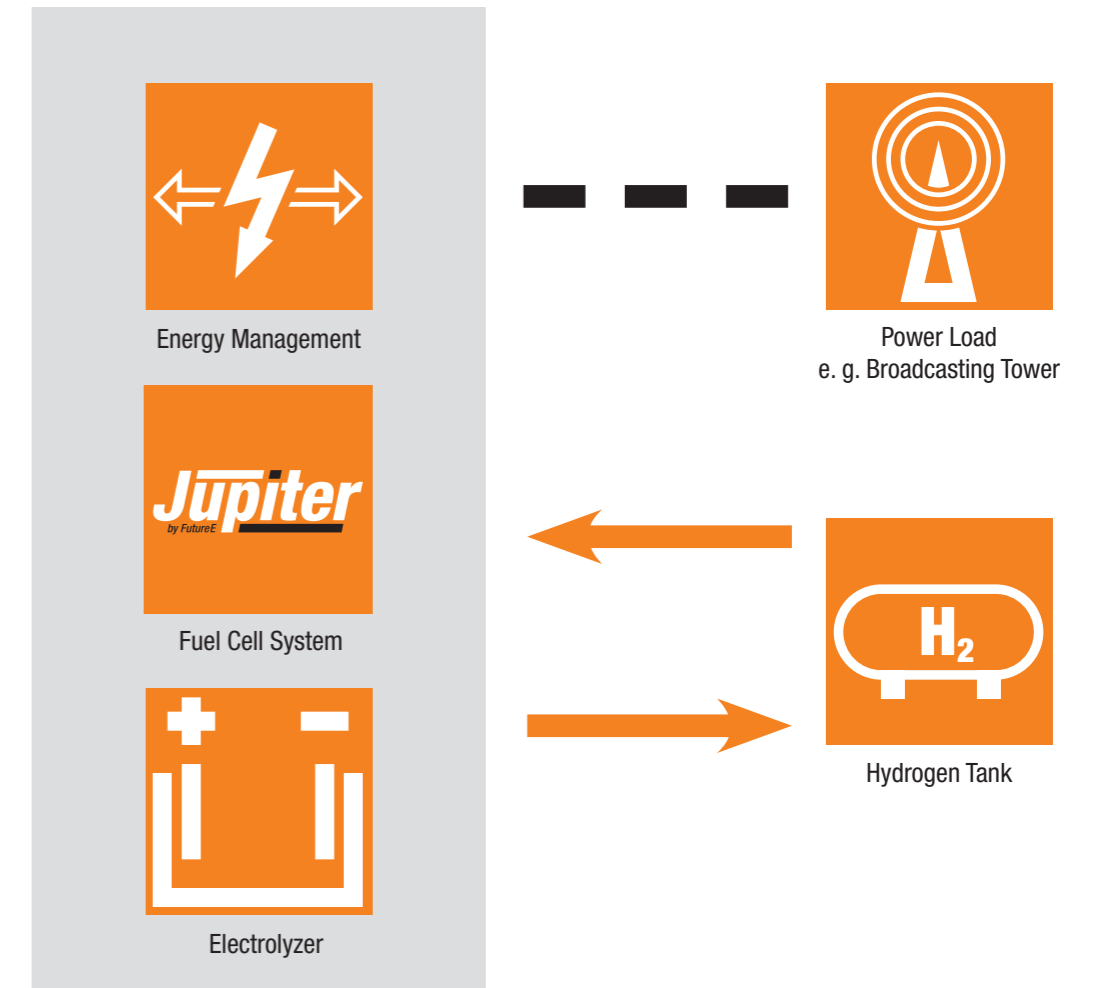 Energy Management
Power Load
e. g. Broadcasting Tower
Jupiter
by FutureE
Fuel Cell System
H₂
Hydrogen Tank
+ -
Electrolyzer